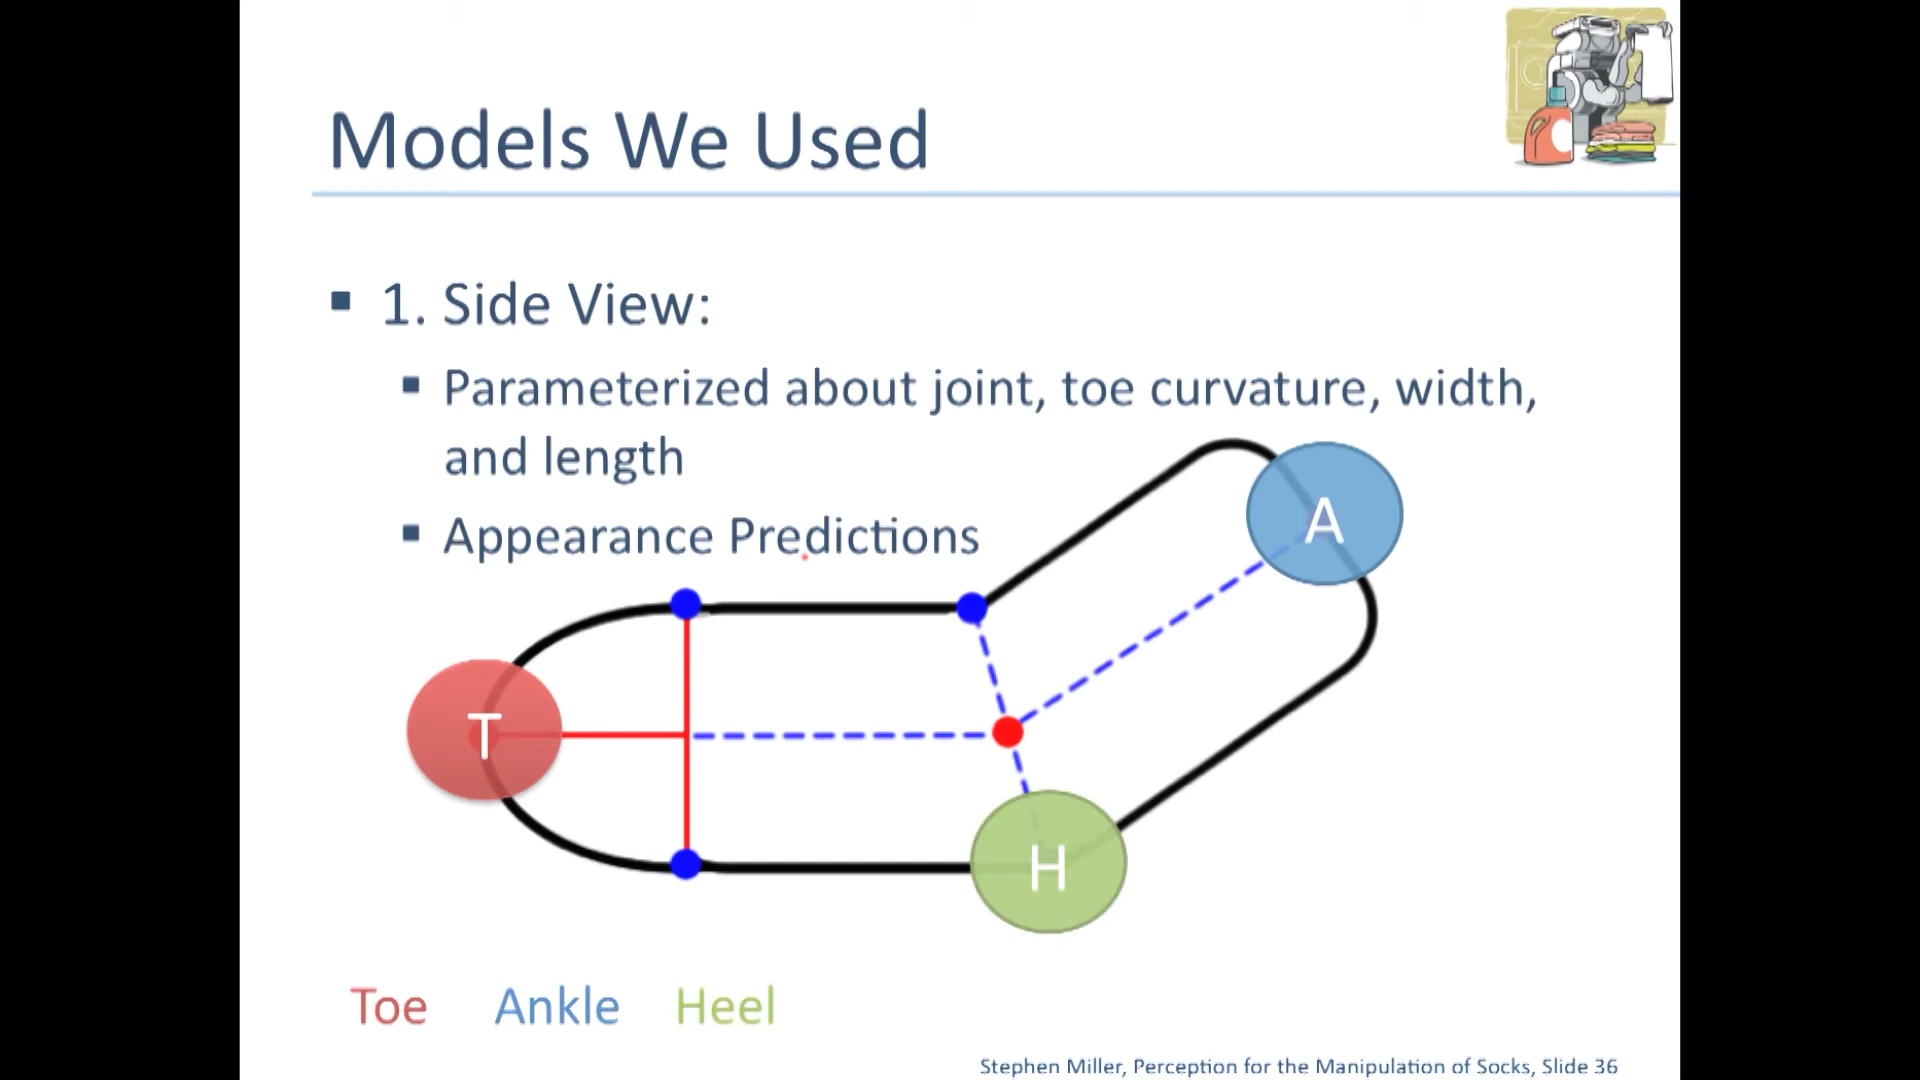 Models We Used
1. Side View:
Parameterized about joint, toe curvature, width,
and length
Appearance Predictions
A
T
H
Toe Ankle Heel
Stephen Miller, Perception for the Manipulation of Socks, Slide 36